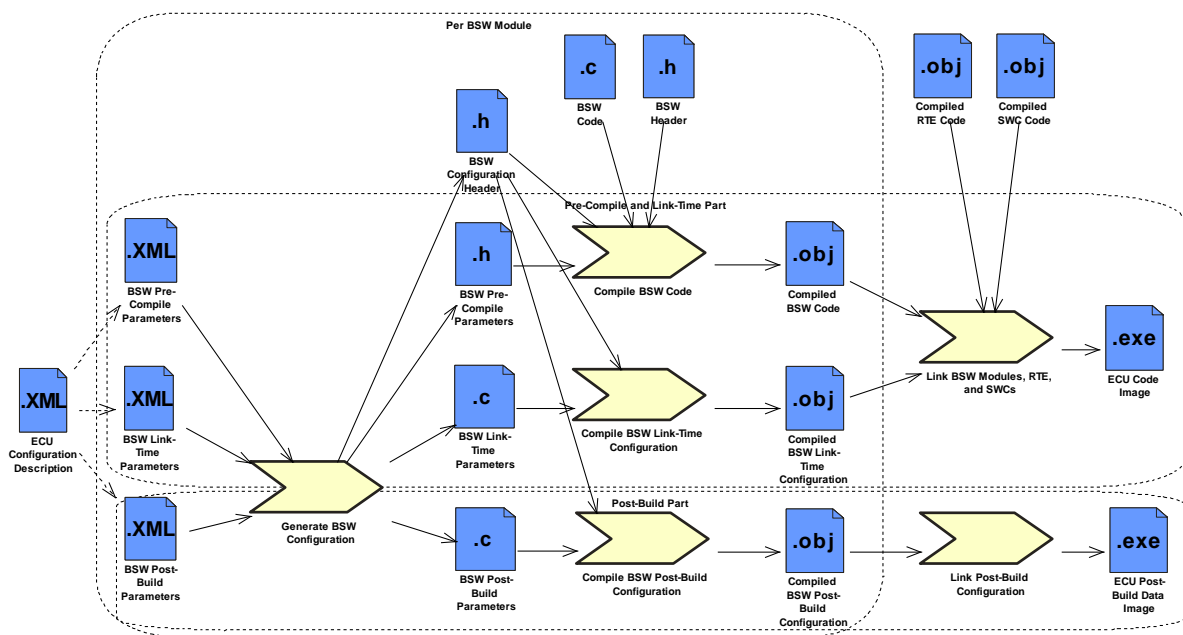 Per BSW Module
.c
BSW
Code
.h
BSW
Header
.obj
Compiled
RTE Code
.obj
Compiled
SWC Code
.h
BSW
Configuration
Header
Pre-Compile and Link-Time Part
.XML
BSW Pre-
Compile
Parameters
.h
BSW Pre-
Compile
Parameters
Compile BSW Code
.obj
Compiled
BSW Code
Link BSW Modules, RTE,
and SWCs
.exe
ECU Code
Image
.XML
ECU
Configuration
Description
.XML
BSW Link-
Time
Parameters
.c
BSW Link-
Time
Parameters
Compile BSW Link-Time
Configuration
.obj
Compiled
BSW Link-
Time
Configuration
Generate BSW
Configuration
Post-Build Part
.XML
BSW Post-
Build
Parameters
.c
BSW Post-
Build
Parameters
Compile BSW Post-Build
Configuration
.obj
Compiled
BSW Post-
Build
Configuration
Link Post-Build
Configuration
.exe
ECU Post-
Build Data
Image